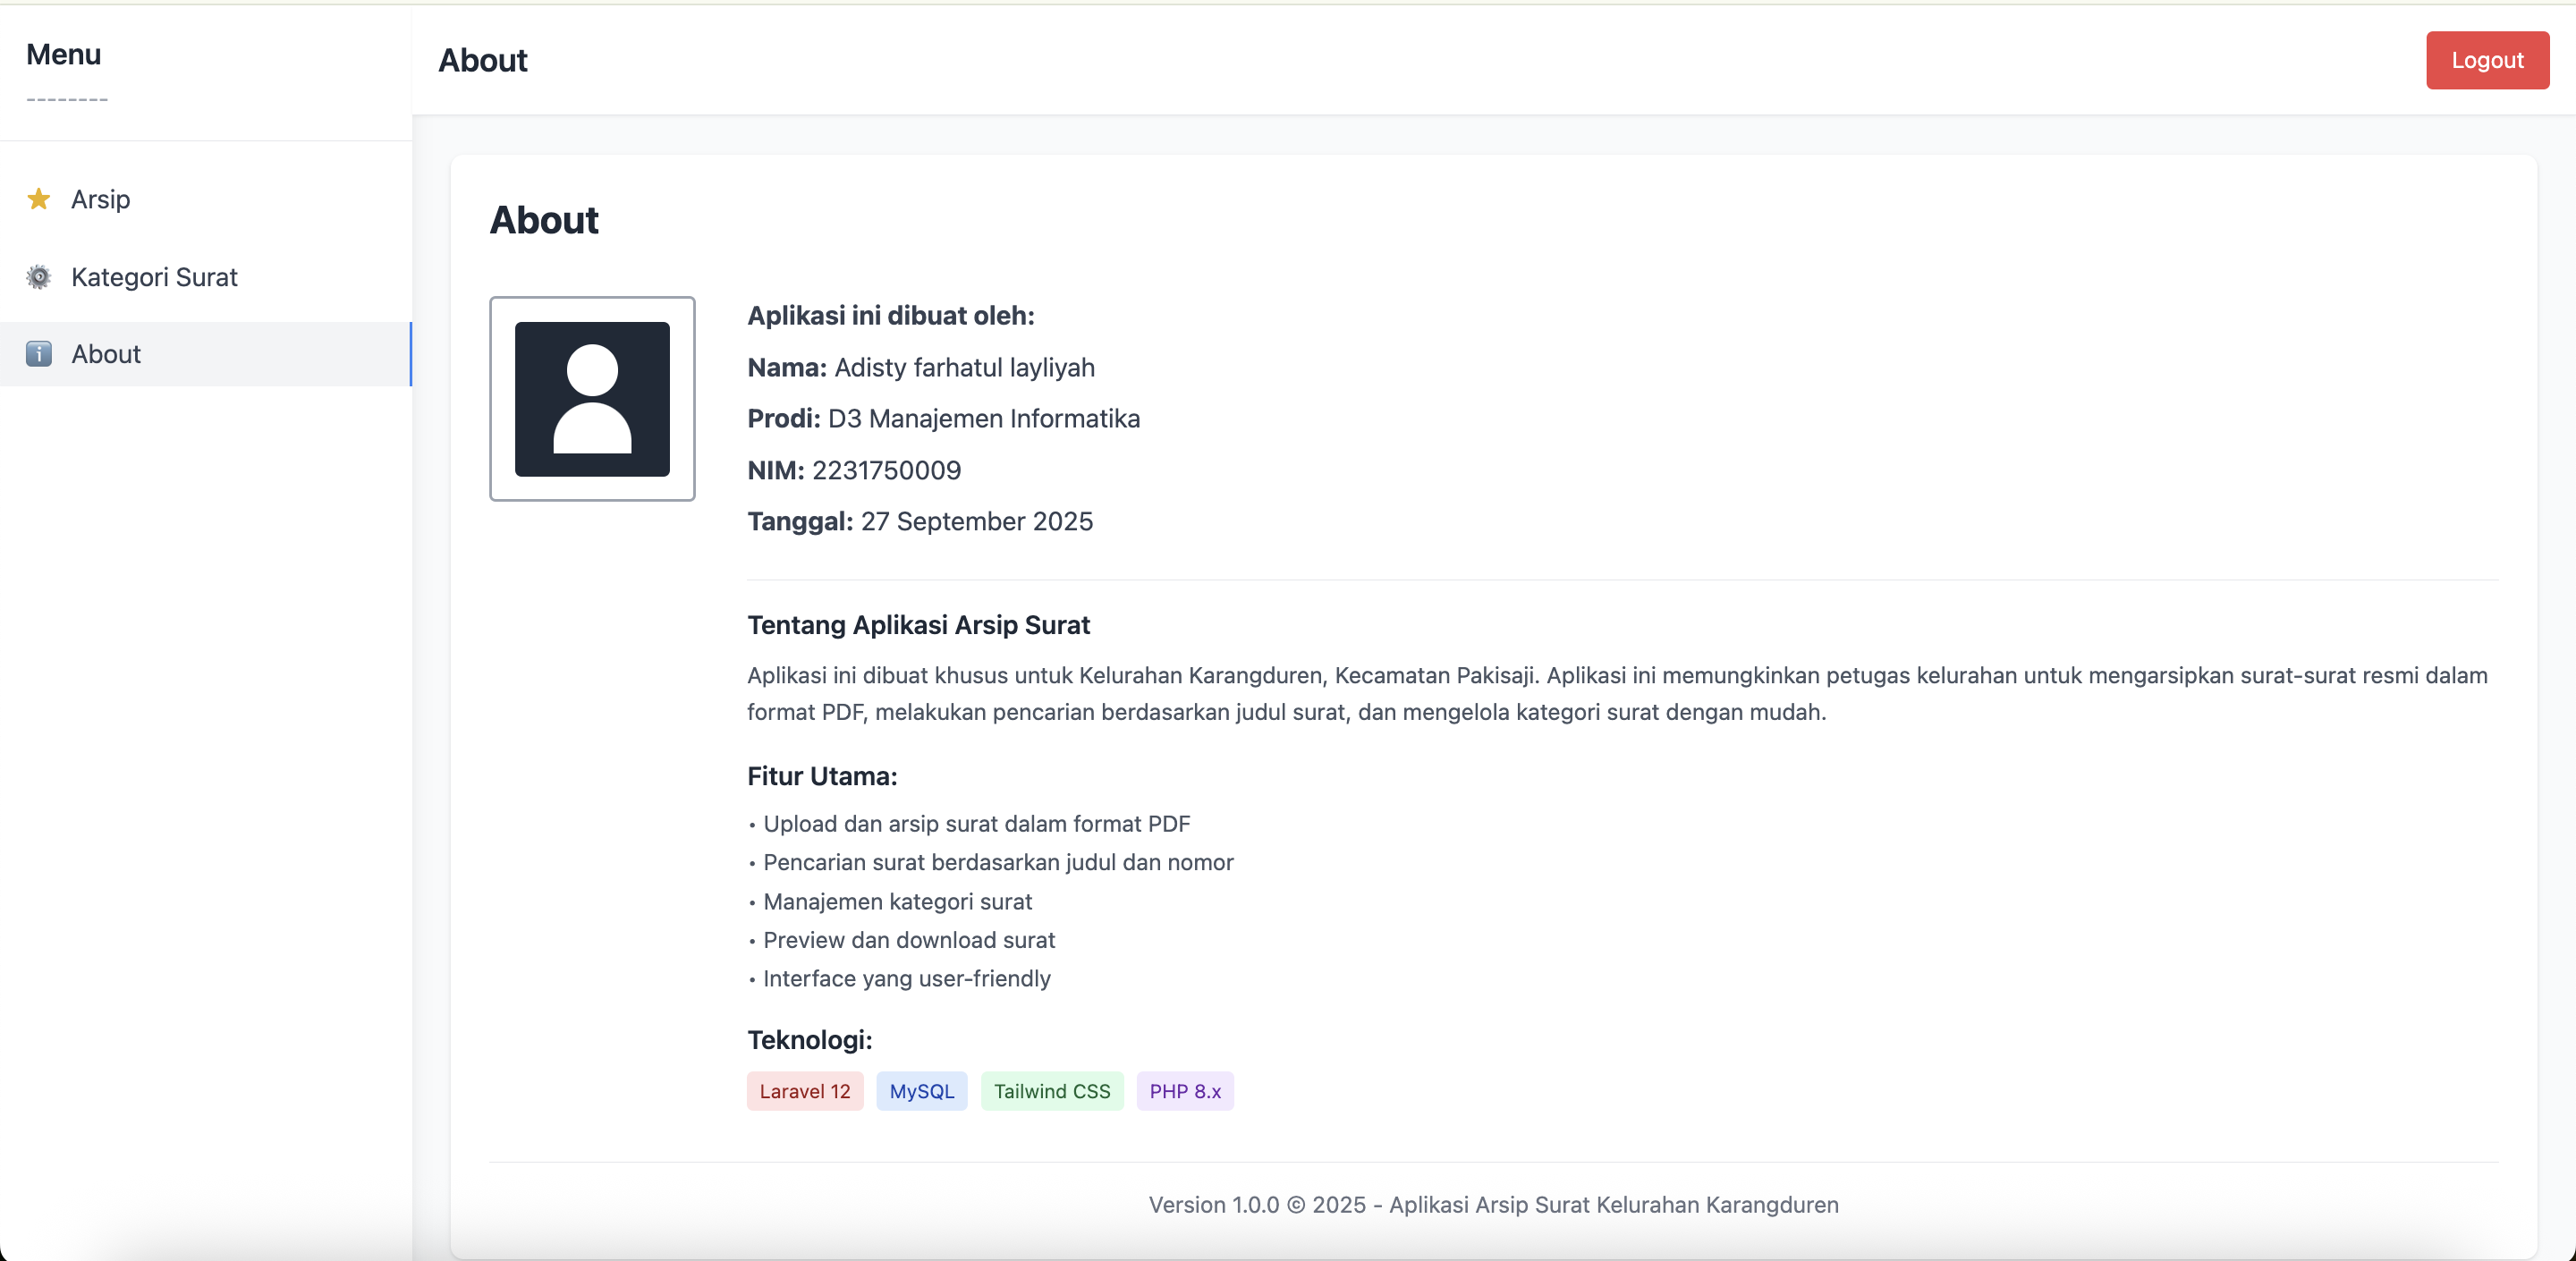 Menu
--------
Arsip
Kategori Surat
About
About
Logout
About
Aplikasi ini dibuat oleh:
Nama: Adisty farhatul layliyah
Prodi: D3 Manajemen Informatika
NIM: 2231750009
Tanggal: 27 September 2025
Tentang Aplikasi Arsip Surat
Aplikasi ini dibuat khusus untuk Kelurahan Karangduren, Kecamatan Pakisaji. Aplikasi ini memungkinkan petugas kelurahan untuk mengarsipkan surat-surat resmi dalam
format PDF, melakukan pencarian berdasarkan judul surat, dan mengelola kategori surat dengan mudah.
Fitur Utama:
• Upload dan arsip surat dalam format PDF
• Pencarian surat berdasarkan judul dan nomor
• Manajemen kategori surat
• Preview dan download surat
• Interface yang user-friendly
Teknologi:
Laravel 12 MySQL Tailwind CSS PHP 8.x
Version 1.0.0 © 2025 - Aplikasi Arsip Surat Kelurahan Karangduren